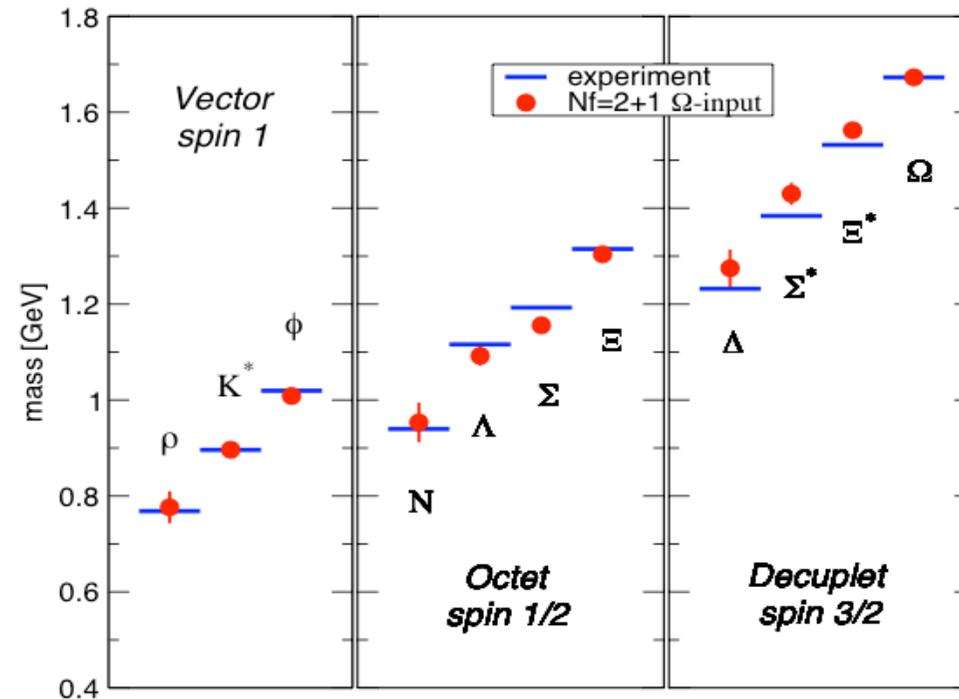 1.8
1.6
1.4
1.2
1
0.8
0.6
0.4
mass [GeV]
Vector
spin 1
ρ
K*
ϕ
experiment
Nf=2+1 Ω-input
N
Λ
Σ
Ξ
Octet
spin 1/2
Δ
Σ*
Ξ*
Ω
Decuplet
spin 3/2